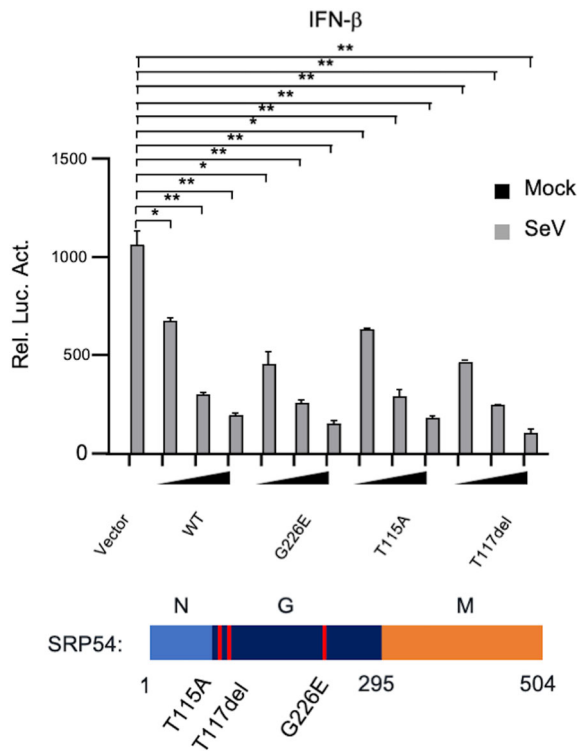 IFN-β
**
**
**
**
**
**
*
**
**
*
**
**
*
1500
1000
500
0
Rel. Luc. Act.
Mock
SeV
Vector
WT
G226E
T115A
T117del
N G M
SRP54:
1 T115A T117del G226E 295 504